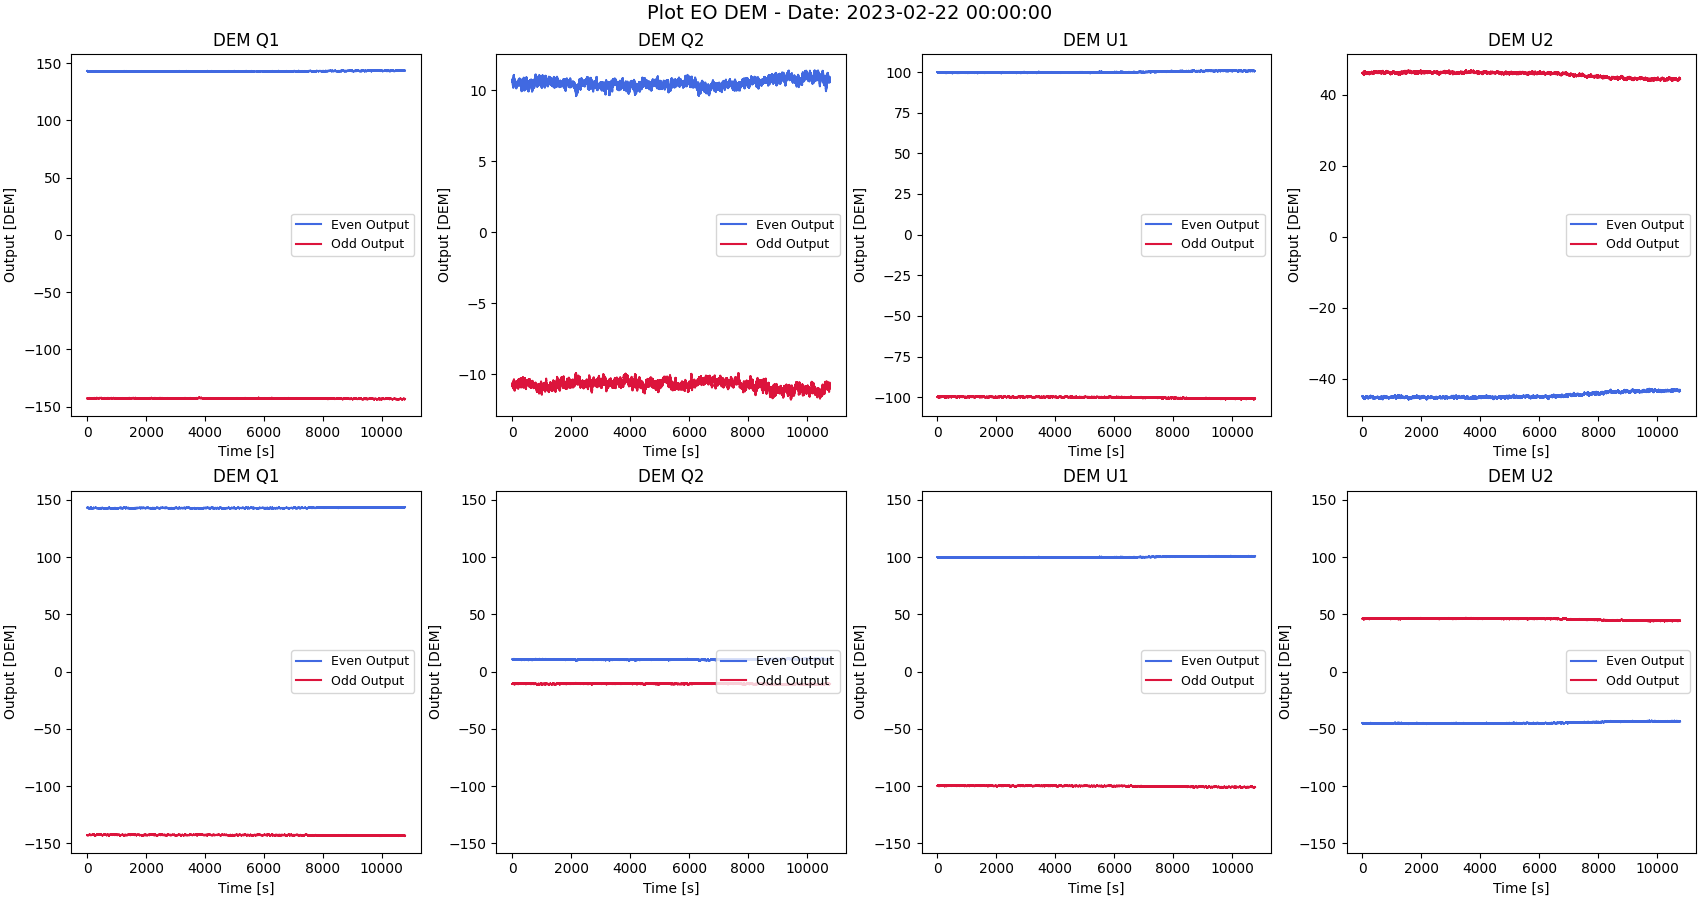 Plot EO DEM - Date: 2023-02-22 00:00:00
DEM Q1
Output [DEM]
150
100
50
0
−50
−100
−150
Even Output
Odd Output
0 2000 4000 6000 8000 10000
Time [s]
DEM Q2
Output [DEM]
10
5
0
−5
−10
Even Output
Odd Output
0 2000 4000 6000 8000 10000
Time [s]
DEM U1
Output [DEM]
100
75
50
25
0
−25
−50
−75
−100
Even Output
Odd Output
0 2000 4000 6000 8000 10000
Time [s]
DEM U2
Output [DEM]
40
20
0
−20
−40
Even Output
Odd Output
0 2000 4000 6000 8000 10000
Time [s]
DEM Q1
Output [DEM]
150
100
50
0
−50
−100
−150
Even Output
Odd Output
0 2000 4000 6000 8000 10000
Time [s]
DEM Q2
Output [DEM]
150
100
50
0
−50
−100
−150
Even Output
Odd Output
0 2000 4000 6000 8000 10000
Time [s]
DEM U1
Output [DEM]
150
100
50
0
−50
−100
−150
Even Output
Odd Output
0 2000 4000 6000 8000 10000
Time [s]
DEM U2
Output [DEM]
150
100
50
0
−50
−100
−150
Even Output
Odd Output
0 2000 4000 6000 8000 10000
Time [s]